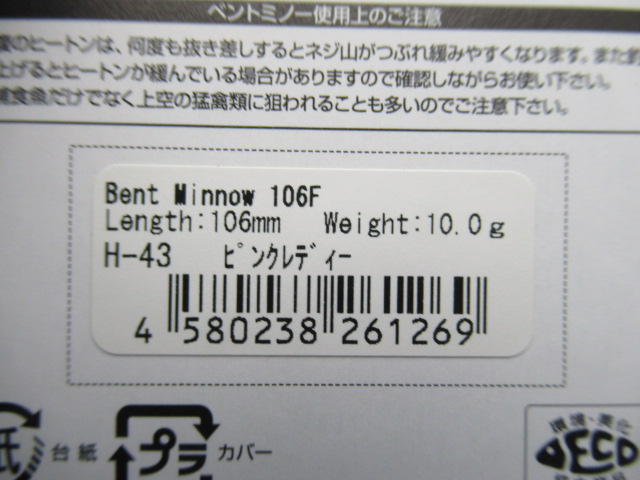 ベントミノー使用上のご注意
のヒートンは、何度も抜き差しするとネジ山がつぶれ緩みやすくなります。また
上げるとヒートンが緩んでいる場合がありますので確認しながらお使い下さい。
食魚だけでなく上空の猛禽類に狙われることも多いのでご注意下さい。
Bent Minnow 106F
Length:106mm Weight:10.0g
H-43 ピンクレディー
4 580238 261269
紙 台紙 プラ カバー
環境・美化
DECO